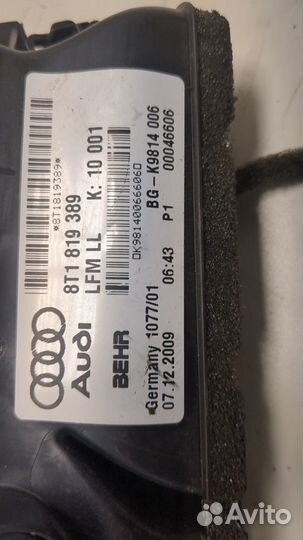 *8T1819389*
8T1 819 389
LFM LL K: 10 001
□K98140066606□
BG-K9814 006
P1 00046606
Audi
BEHR
*Germany 1077/01
07.12.2009 06:43
Avito